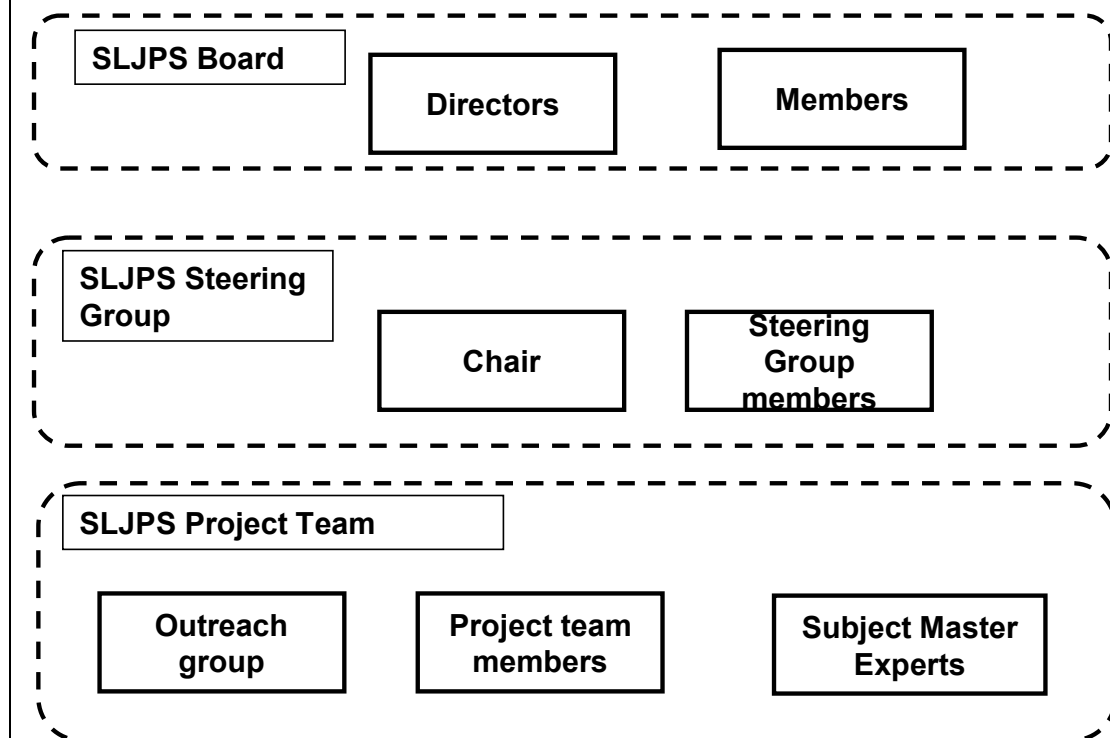 SLJPS Board
Directors
Members
SLJPS Steering
Group
Chair
Steering
Group
members
SLJPS Project Team
Outreach
group
Project team
members
Subject Master
Experts